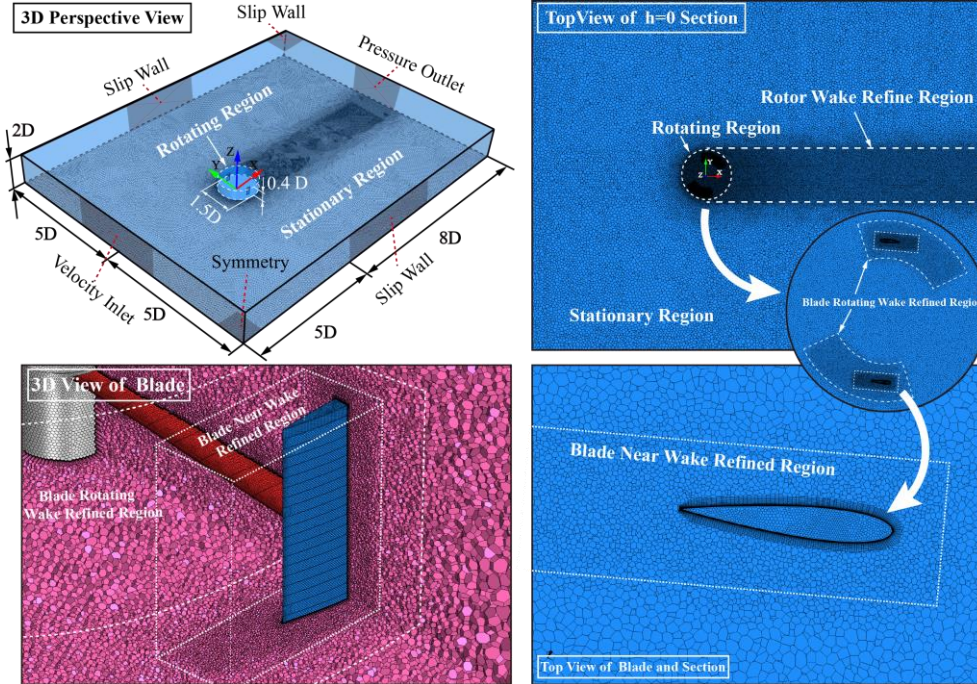 3D Perspective View
Slip Wall
Slip Wall
Pressure Outlet
Rotating Region
2D
Z
Y
X
0.4 D
1.5D
Stationary Region
5D
8D
Velocity Inlet
Symmetry
Slip Wall
5D
5D
TopView of h=0 Section
Rotor Wake Refine Region
Rotating Region
Y
Z
X
Blade Rotating Wake Refined Region
Stationary Region
3D View of Blade
Blade Near Wake
Refined Region
Blade Rotating
Wake Refined Region
Blade Near Wake Refined Region
Top View of Blade and Section